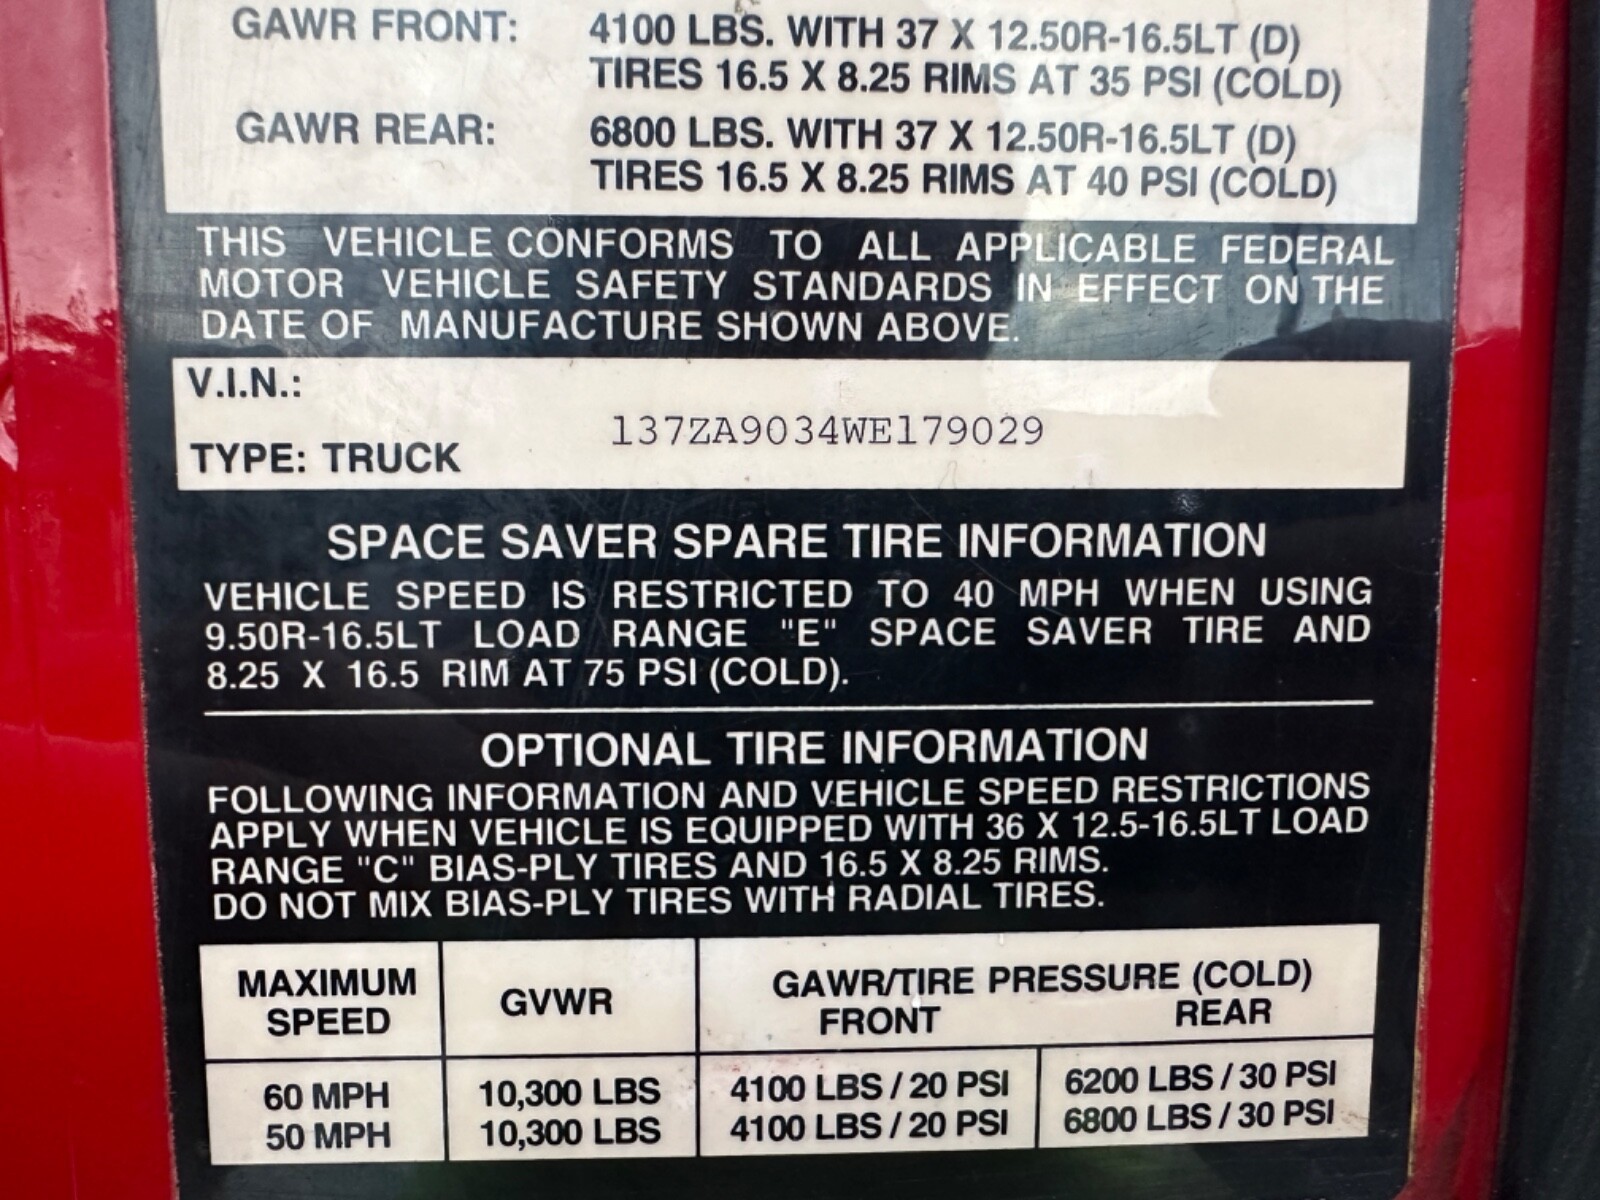 GAWR FRONT: 4100 LBS. WITH 37 X 12.50R-16.5LT (D)
TIRES 16.5 X 8.25 RIMS AT 35 PSI (COLD)
GAWR REAR: 6800 LBS. WITH 37 X 12.50R-16.5LT (D)
TIRES 16.5 X 8.25 RIMS AT 40 PSI (COLD)
THIS VEHICLE CONFORMS TO ALL APPLICABLE FEDERAL
MOTOR VEHICLE SAFETY STANDARDS IN EFFECT ON THE
DATE OF MANUFACTURE SHOWN ABOVE.
V.I.N.:
137ZA9034WE179029
TYPE: TRUCK
SPACE SAVER SPARE TIRE INFORMATION
VEHICLE SPEED IS RESTRICTED TO 40 MPH WHEN USING
9.50R-16.5LT LOAD RANGE "E" SPACE SAVER TIRE AND
8.25 X 16.5 RIM AT 75 PSI (COLD).
OPTIONAL TIRE INFORMATION
FOLLOWING INFORMATION AND VEHICLE SPEED RESTRICTIONS
APPLY WHEN VEHICLE IS EQUIPPED WITH 36 X 12.5-16.5LT LOAD
RANGE "C" BIAS-PLY TIRES AND 16.5 X 8.25 RIMS.
DO NOT MIX BIAS-PLY TIRES WITH RADIAL TIRES.
MAXIMUM SPEED GVWR GAWR/TIRE PRESSURE (COLD)
FRONT REAR
60 MPH 10,300 LBS 4100 LBS / 20 PSI 6200 LBS / 30 PSI
50 MPH 10,300 LBS 4100 LBS / 20 PSI 6800 LBS / 30 PSI